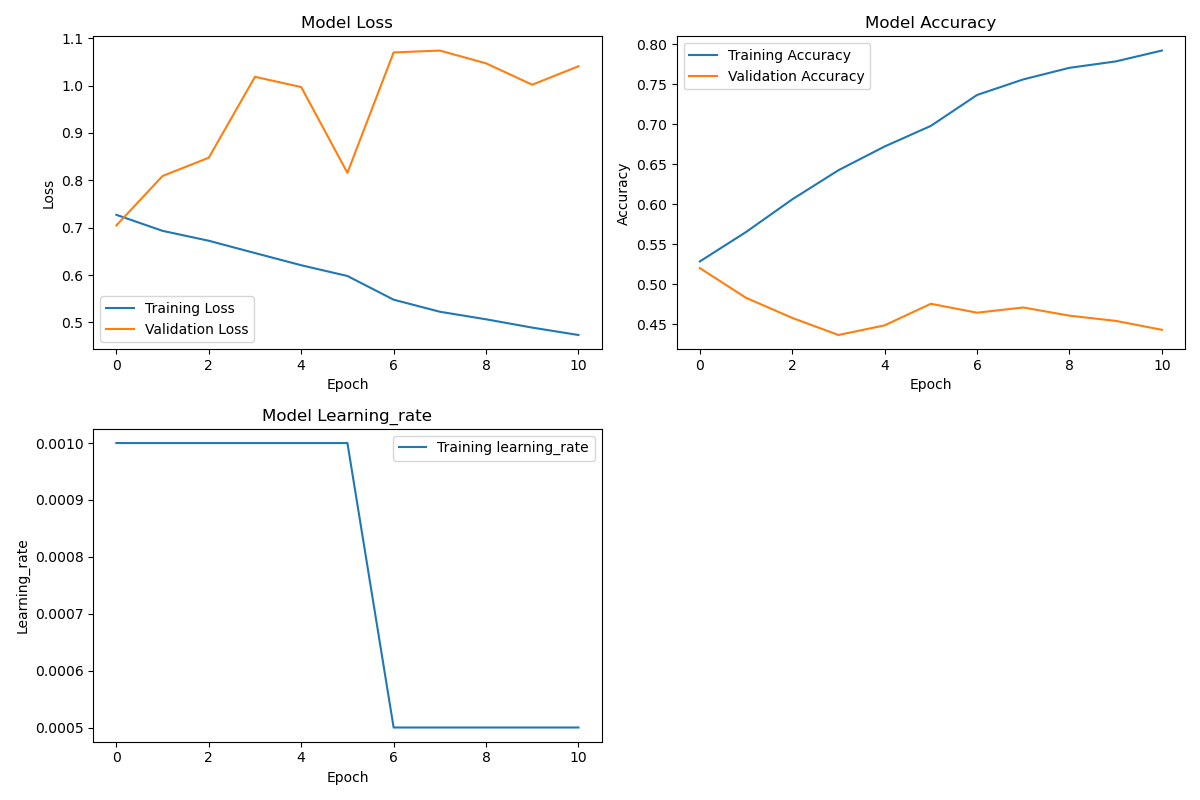 Model Loss
1.1
1.0
0.9
0.8
0.7
0.6
0.5
Loss
Training Loss
Validation Loss
0 2 4 6 8 10
Epoch
Model Accuracy
0.80
0.75
0.70
0.65
0.60
0.55
0.50
0.45
Accuracy
Training Accuracy
Validation Accuracy
0 2 4 6 8 10
Epoch
Model Learning_rate
0.0010
0.0009
0.0008
0.0007
0.0006
0.0005
Learning_rate
Training learning_rate
0 2 4 6 8 10
Epoch